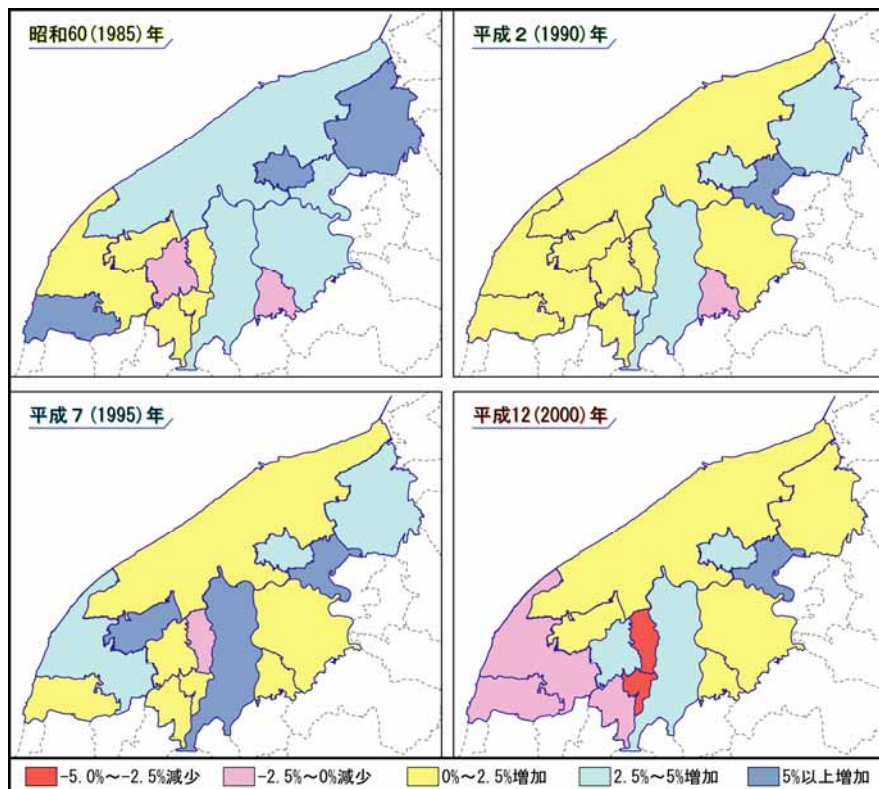 昭和60(1985)年
平成２(1990)年
平成７(1995)年
平成12(2000)年
-5.0%～-2.5%減少
-2.5%～0%減少
0%～2.5%増加
2.5%～5%増加
5%以上増加